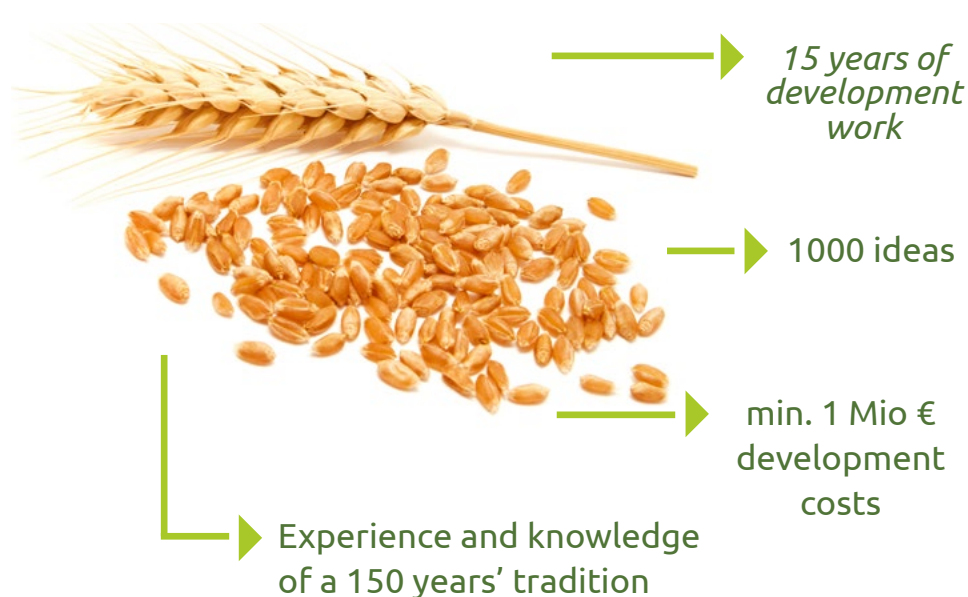 15 years of
development
work
1000 ideas
min. 1 Mio €
development
costs
Experience and knowledge
of a 150 years’ tradition